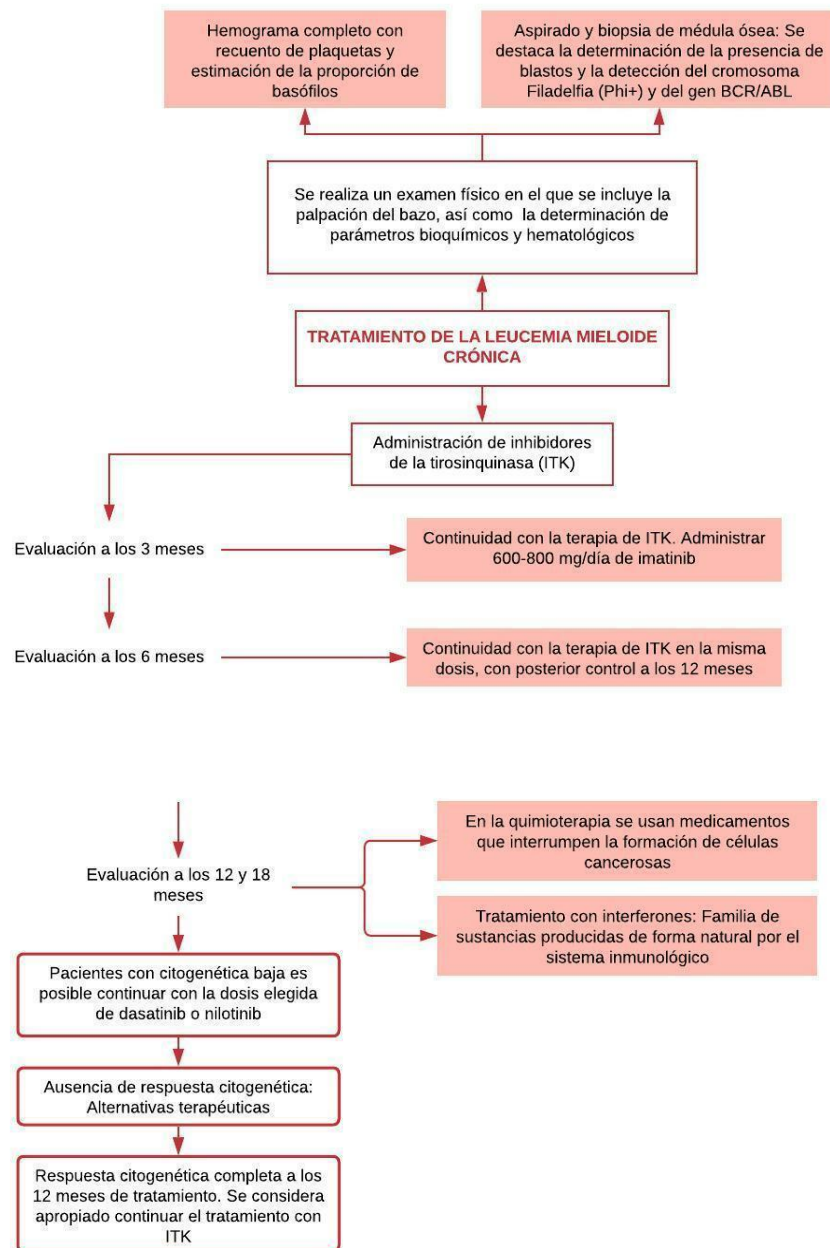 Hemograma completo con
recuento de plaquetas y
estimación de la proporción de
basófilos
Aspirado y biopsia de médula ósea: Se
destaca la determinación de la presencia de
blastos y la detección del cromosoma
Filadelfia (Phi+) y del gen BCR/ABL
Se realiza un examen físico en el que se incluye la
palpación del bazo, así como la determinación de
parámetros bioquímicos y hematológicos
TRATAMIENTO DE LA LEUCEMIA MIELOIDE
CRÓNICA
Administración de inhibidores
de la tirosinquinasa (ITK)
Evaluación a los 3 meses
Continuidad con la terapia de ITK. Administrar
600-800 mg/día de imatinib
Evaluación a los 6 meses
Continuidad con la terapia de ITK en la misma
dosis, con posterior control a los 12 meses
En la quimioterapia se usan medicamentos
que interrumpen la formación de células
cancerosas
Evaluación a los 12 y 18
meses
Tratamiento con interferones: Familia de
sustancias producidas de forma natural por el
sistema inmunológico
Pacientes con citogenética baja es
posible continuar con la dosis elegida
de dasatinib o nilotinib
Ausencia de respuesta citogenética:
Alternativas terapéuticas
Respuesta citogenética completa a los
12 meses de tratamiento. Se considera
apropiado continuar el tratamiento con
ITK